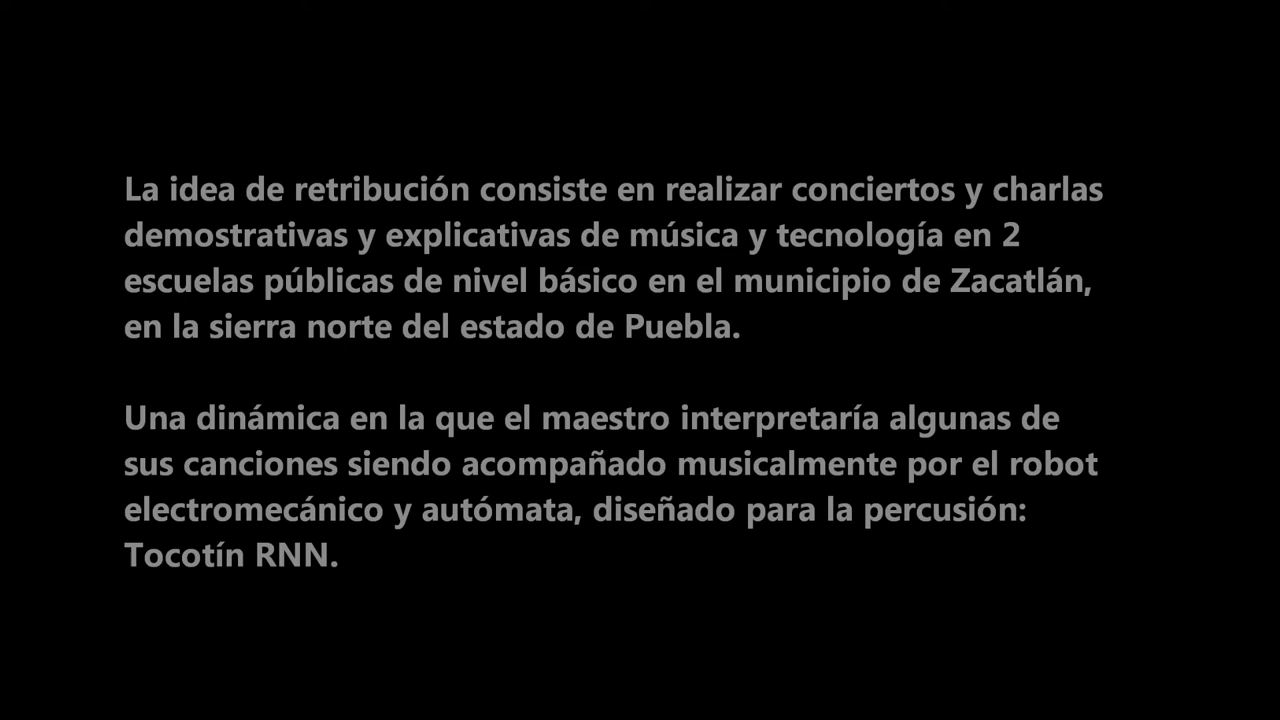 La idea de retribución consiste en realizar conciertos y charlas
demostrativas y explicativas de música y tecnología en 2
escuelas públicas de nivel básico en el municipio de Zacatlán,
en la sierra norte del estado de Puebla.
Una dinámica en la que el maestro interpretaría algunas de
sus canciones siendo acompañado musicalmente por el robot
electromecánico y autómata, diseñado para la percusión:
Tocotín RNN.